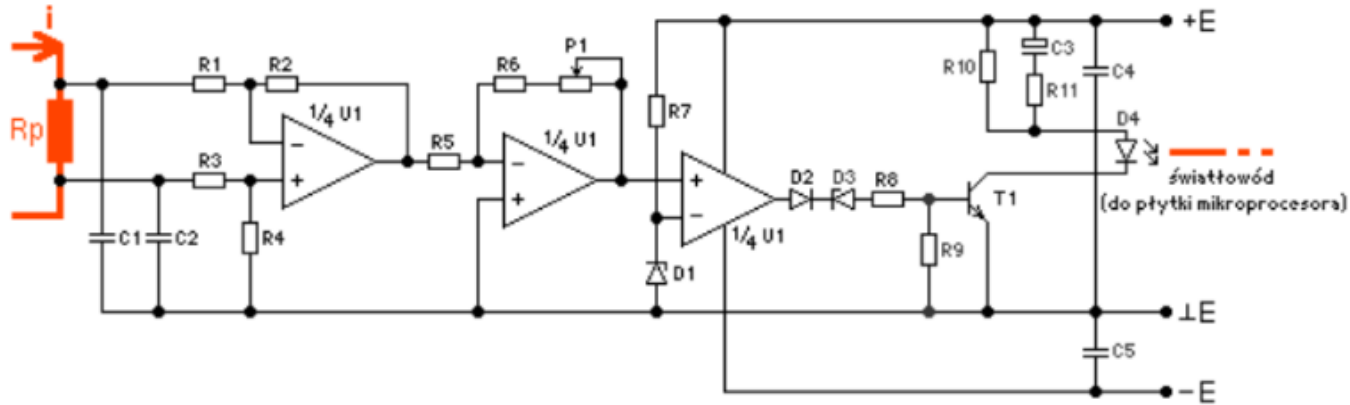 i
Rp
R1
R2
R3
R4
C1
C2
1/4 U1
R5
R6
P1
1/4 U1
R7
D1
1/4 U1
D2
D3
R8
R9
T1
R10
C3
R11
C4
D4
światłowód
(do płytki mikroprocesora)
C5
+E
⊥E
−E